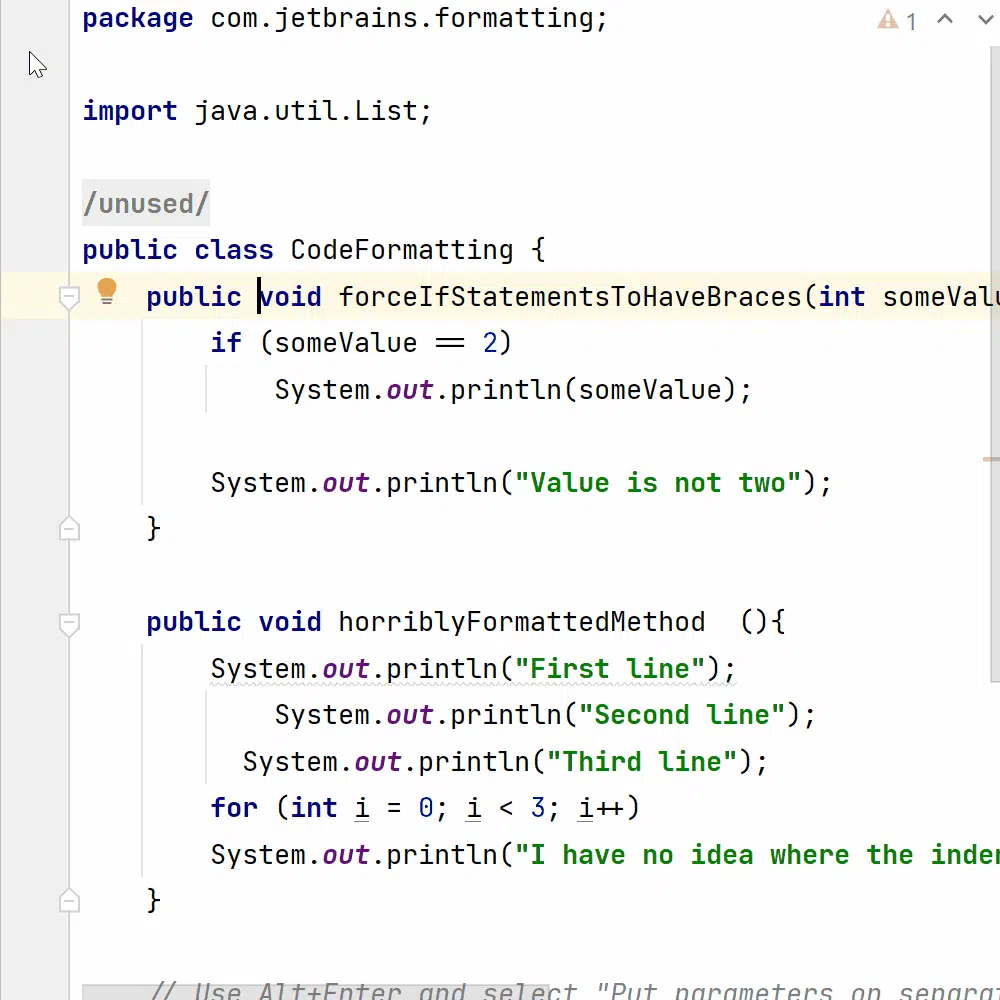 package com.jetbrains.formatting;
1
import java.util.List;
/unused/
public class CodeFormatting {
public void forceIfStatementsToHaveBraces(int someValu
if (someValue == 2)
System.out.println(someValue);
System.out.println("Value is not two");
}
public void horriblyFormattedMethod  (){
System.out.println("First line");
System.out.println("Second line");
System.out.println("Third line");
for (int i = 0; i < 3; i++)
System.out.println("I have no idea where the inden
}
// Use Alt+Enter and select "Put parameters on separat